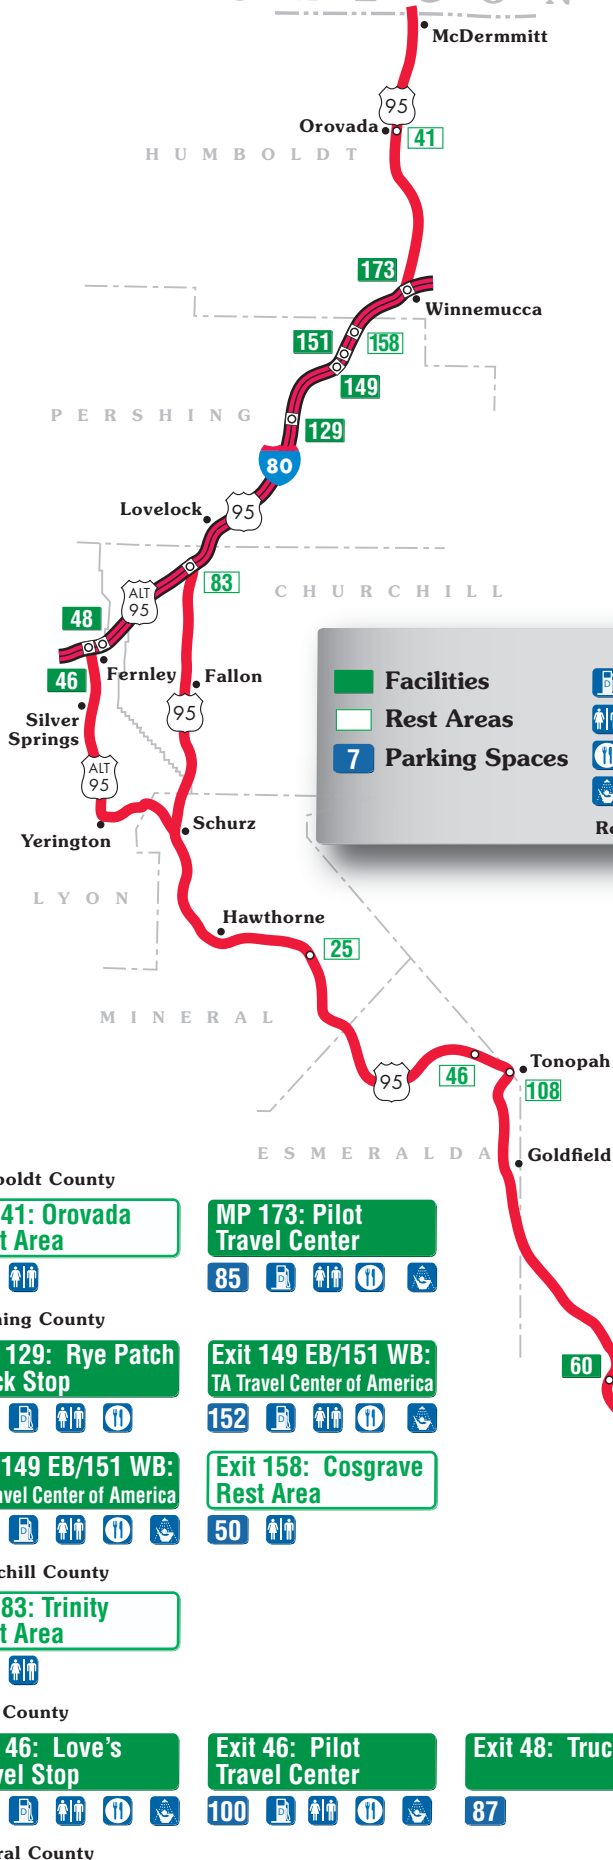 McDermmitt
95
Orovada
41
HUMBOLDT
173
Winnemucca
151
158
149
PERSHING
129
80
Lovelock
95
83
ALT
95
CHURCHILL
48
Fernley
Fallon
46
Silver
Springs
95
Facilities
Rest Areas
7 Parking Spaces
ALT
95
Schurz
Yerington
LYON
Hawthorne
25
MINERAL
Tonopah
46
95
108
ESMERALDA
Goldfield
boldt County
41: Orovada
t Area
MP 173: Pilot
Travel Center
85
60
129: Rye Patch
ck Stop
Exit 149 EB/151 WB:
TA Travel Center of America
152
149 EB/151 WB:
avel Center of America
Exit 158: Cosgrave
Rest Area
50
chill County
83: Trinity
t Area
County
46: Love's
vel Stop
Exit 46: Pilot
Travel Center
100
Exit 48: Truc
87
ral County